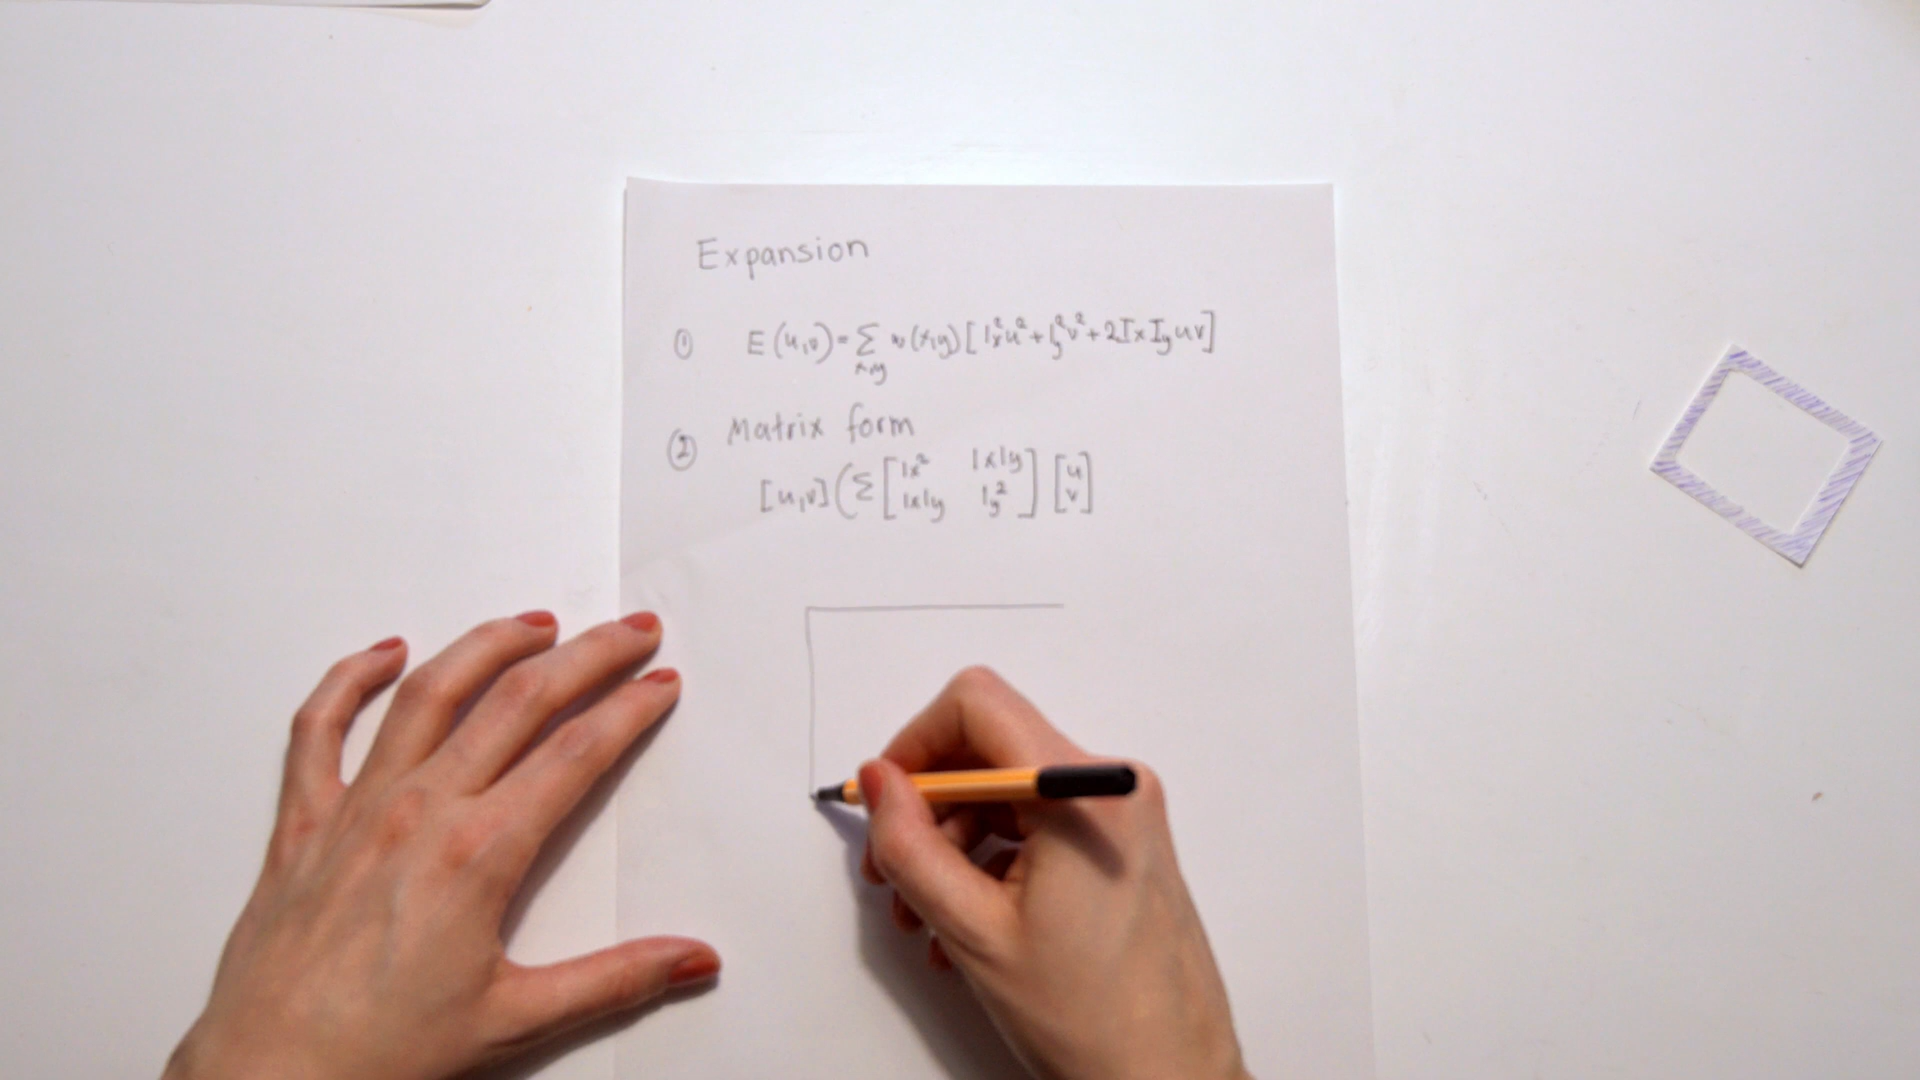 Expansion
① E(u,v)=∑ w(x,y)[Ix²u²+Iy²v²+2IxIyuv]
x,y
② Matrix form
[u,v](Σ[Ix² IxIy
IxIy Iy²][u
v]